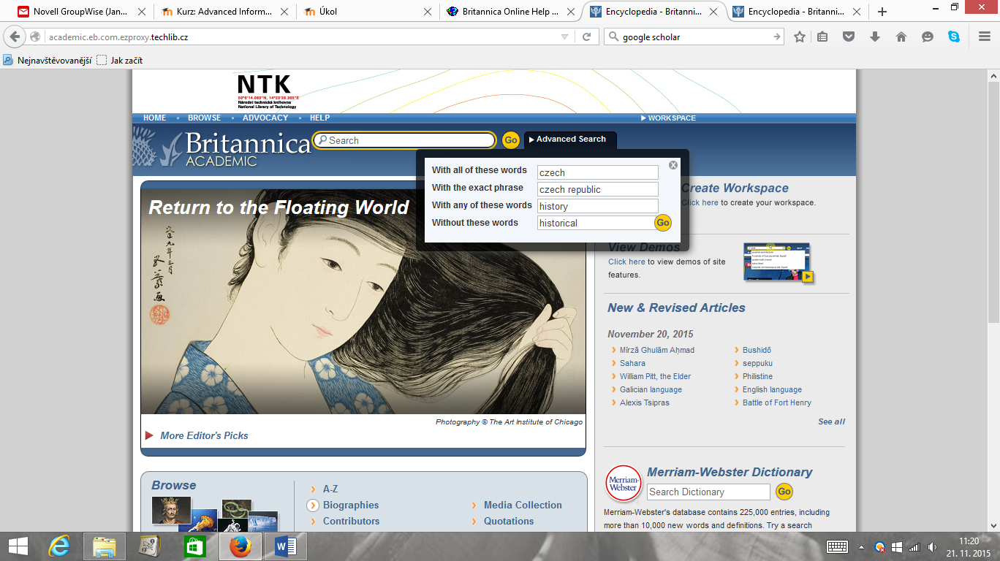 Novell GroupWise (Jan...
Kurz: Advanced Inform...
Úkol
Britannica Online Help ...
Encyclopedia - Britanni...
Encyclopedia - Britanni...
academic.eb.com.ezproxy.techlib.cz
google scholar
Nejnavštěvovanější
Jak začít
NTK
50°6'14.083"N, 14°23'26.365"E
Národní technická knihovna
National Library of Technology
HOME • BROWSE • ADVOCACY • HELP
WORKSPACE
Britannica
ACADEMIC
Search
Go
Advanced Search
With all of these words czech
With the exact phrase czech republic
With any of these words history
Without these words historical
Go
Return to the Floating World
Photography © The Art Institute of Chicago
More Editor's Picks
Create Workspace
Click here to create your workspace.
View Demos
Click here to view demos of site
features.
New & Revised Articles
November 20, 2015
Mīrzā Ghulām Aḥmad
Sahara
William Pitt, the Elder
Galician language
Alexis Tsipras
Bushidō
seppuku
Philistine
English language
Battle of Fort Henry
See all
Merriam-Webster
Merriam-Webster Dictionary
Search Dictionary
Go
Merriam-Webster's database contains 225,000 entries, including
more than 10,000 new words and definitions. Try a search
Browse
A-Z
Biographies
Contributors
Media Collection
Quotations
11:20
21. 11. 2015